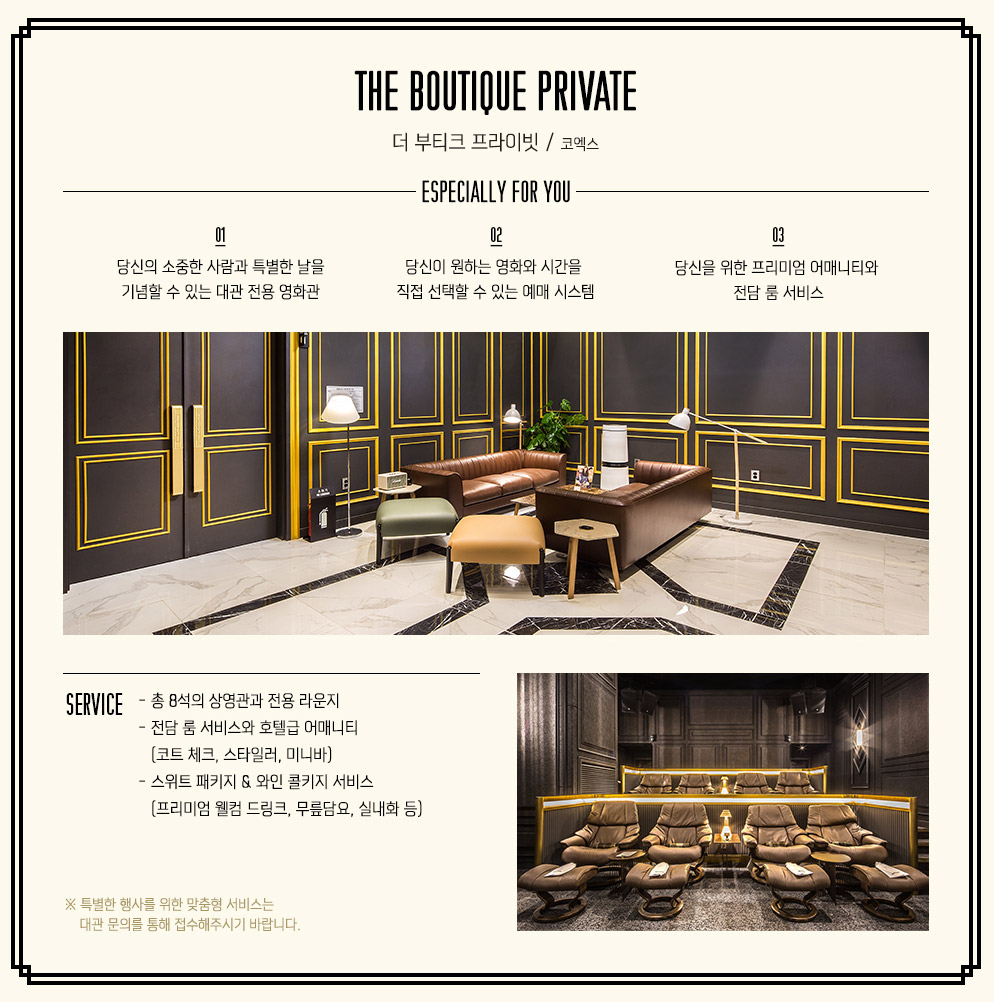 THE BOUTIQUE PRIVATE
더 부티크 프라이빗 / 코엑스
ESPECIALLY FOR YOU
01
당신의 소중한 사람과 특별한 날을
기념할 수 있는 대관 전용 영화관
02
당신이 원하는 영화와 시간을
직접 선택할 수 있는 예매 시스템
03
당신을 위한 프리미엄 어매니티와
전담 룸 서비스
SERVICE
- 총 8석의 상영관과 전용 라운지
- 전담 룸 서비스와 호텔급 어매니티
(코트 체크, 스타일러, 미니바)
- 스위트 패키지 & 와인 콜키지 서비스
(프리미엄 웰컴 드링크, 무릎담요, 실내화 등)
※ 특별한 행사를 위한 맞춤형 서비스는
대관 문의를 통해 접수해주시기 바랍니다.